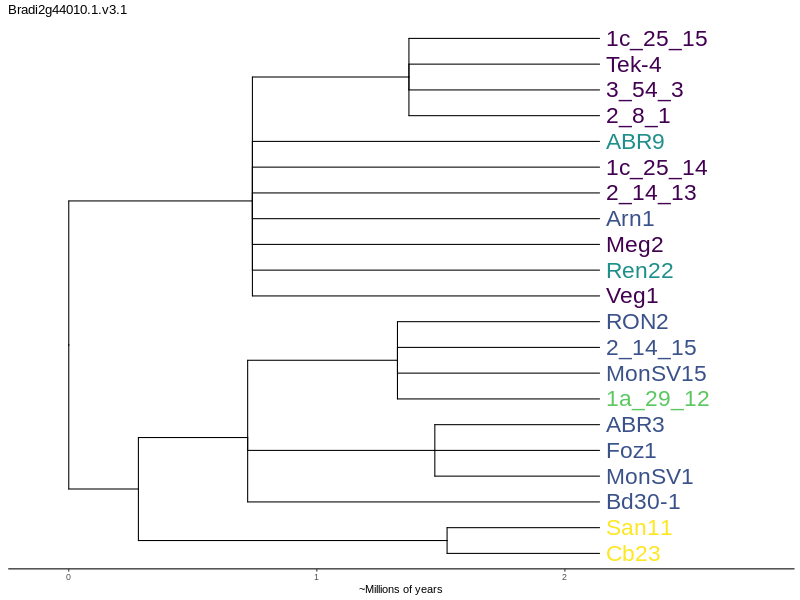 Bradi2g44010.1.v3.1
1c_25_15
Tek-4
3_54_3
2_8_1
ABR9
1c_25_14
2_14_13
Arn1
Meg2
Ren22
Veg1
RON2
2_14_15
MonSV15
1a_29_12
ABR3
Foz1
MonSV1
Bd30-1
San11
Cb23
0 1 2
~Millions of years